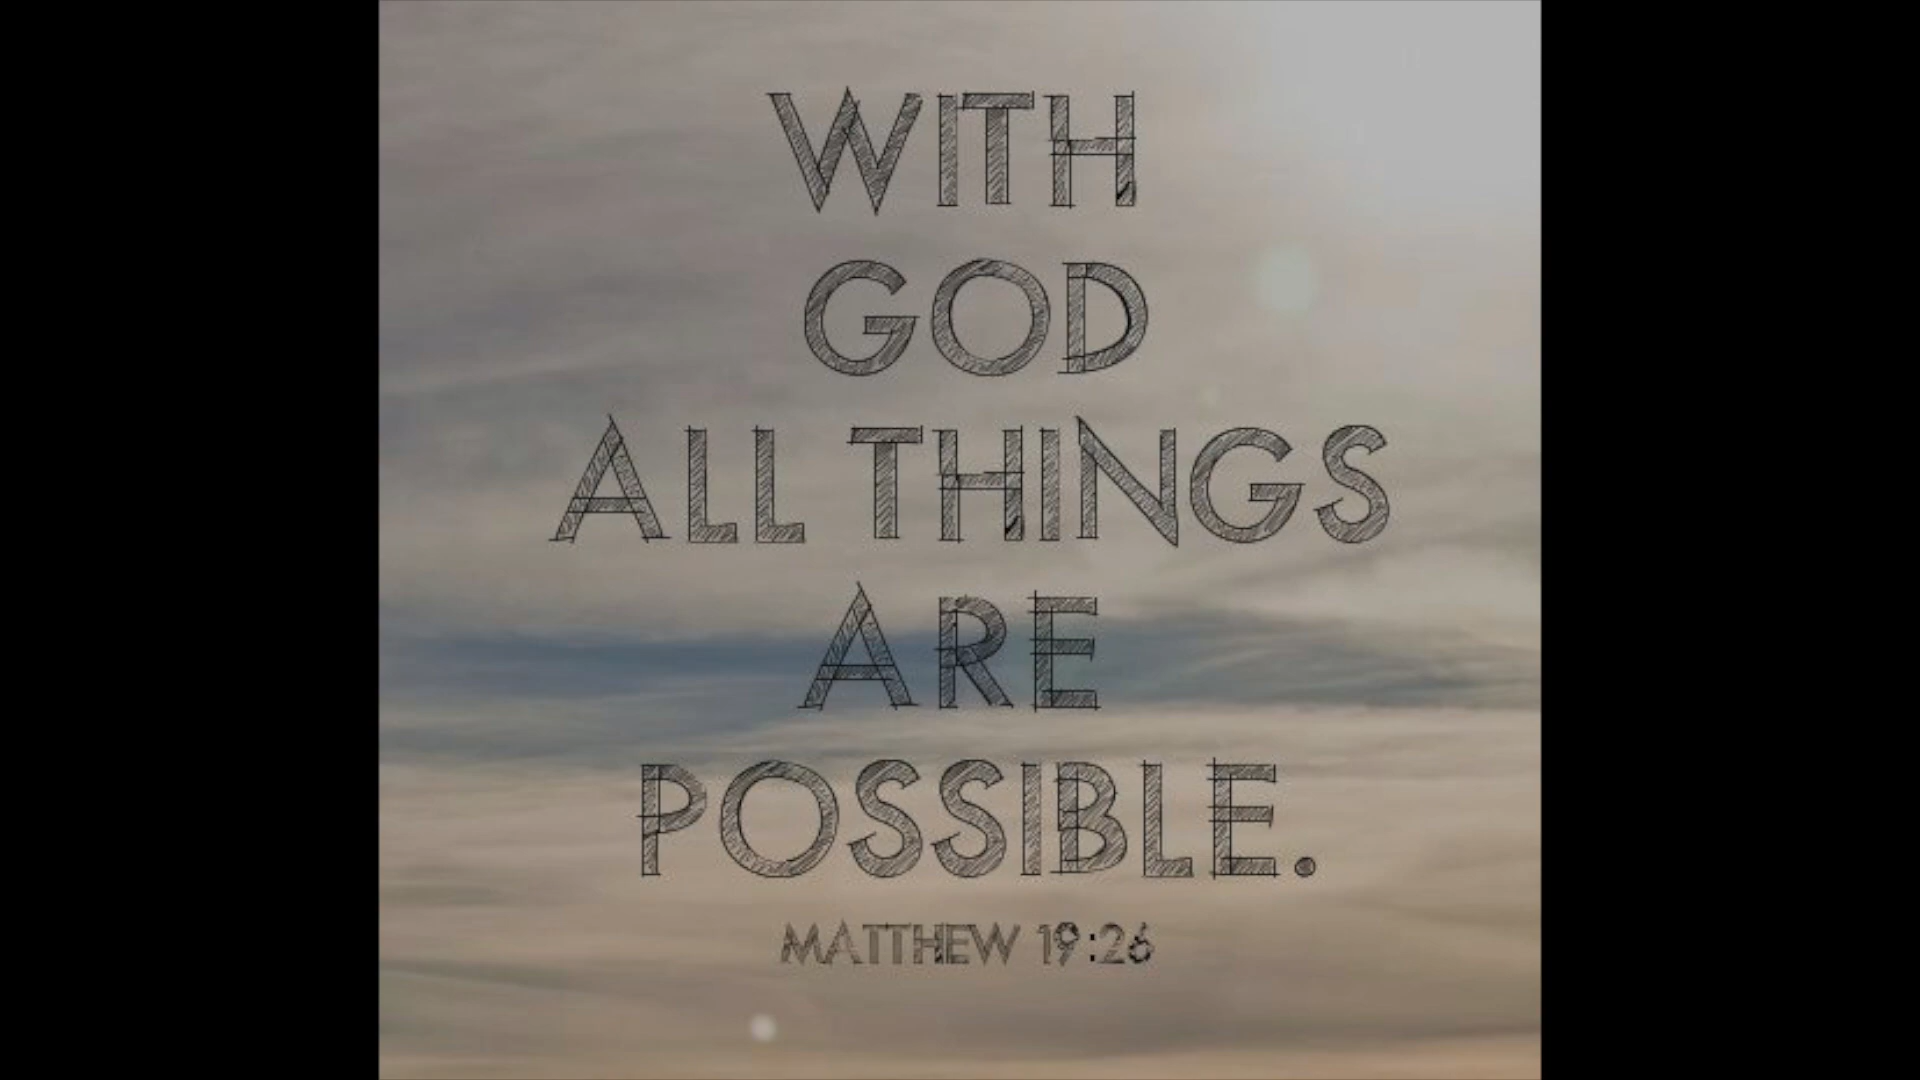 WITH
GOD
ALL THINGS
ARE
POSSIBLE.
MATTHEW 19:26